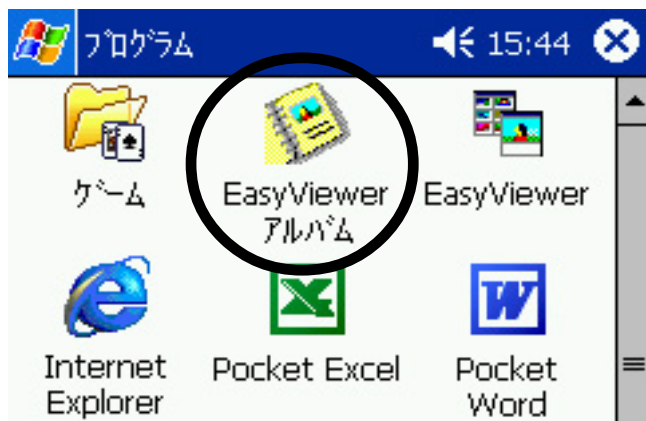 プログラム 15:44
ゲーム
EasyViewer
アルバム
EasyViewer
Internet
Explorer
Pocket Excel
Pocket
Word